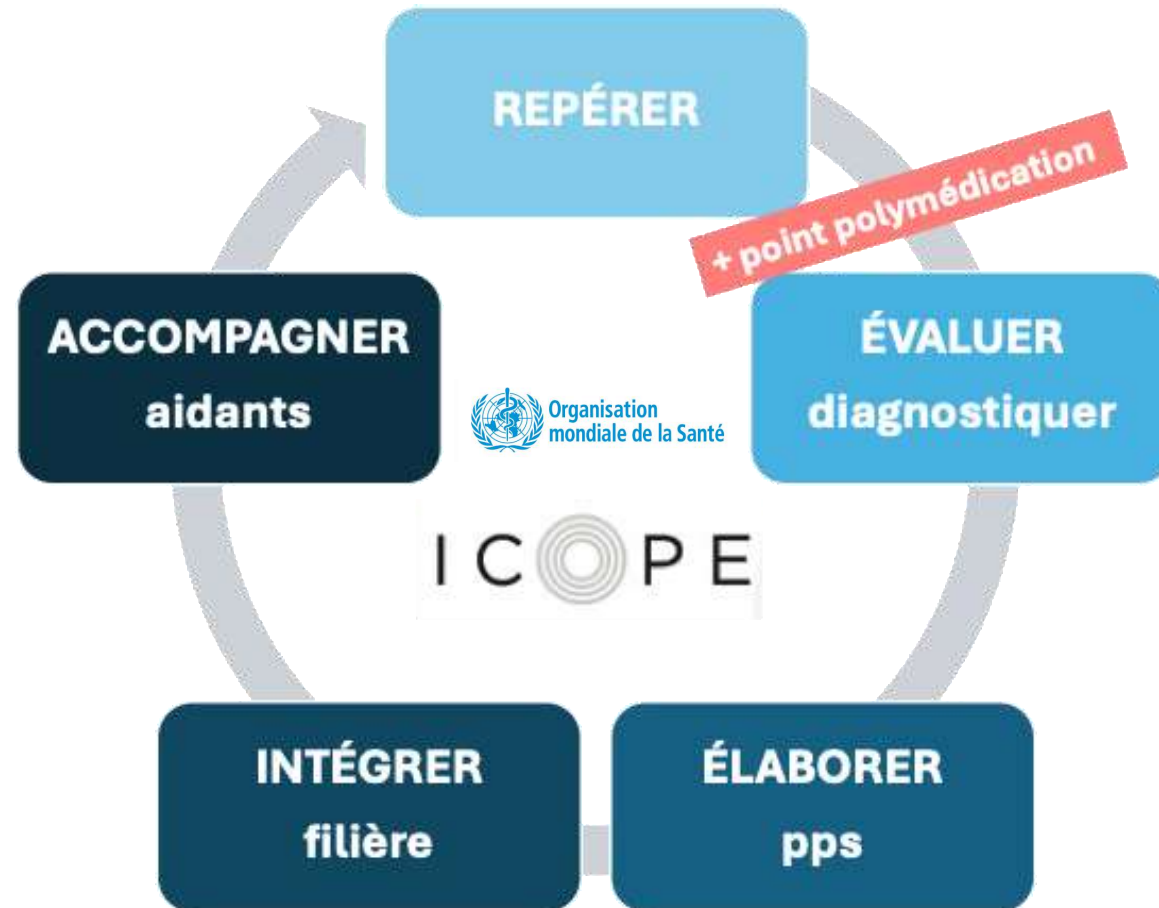 REPÉRER
+ point polymédication
ÉVALUER
diagnostiquer
ACCOMPAGNER
aidants
Organisation
mondiale de la Santé
ICOPE
INTÉGRER
filière
ÉLABORER
pps